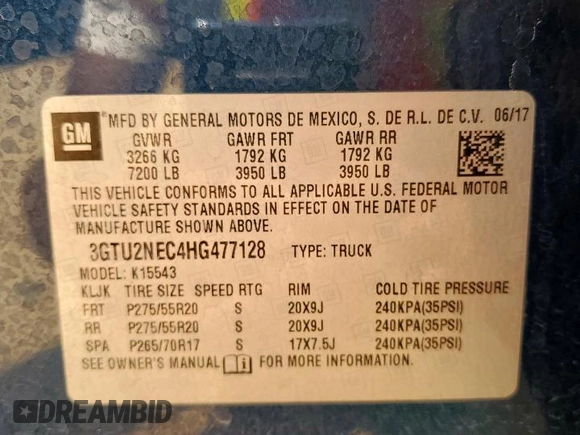 GM
®MFD BY GENERAL MOTORS DE MEXICO, S. DE R.L. DE C.V. 06/17
GVWR GAWR FRT GAWR RR
3266 KG 1792 KG 1792 KG
7200 LB 3950 LB 3950 LB
THIS VEHICLE CONFORMS TO ALL APPLICABLE U.S. FEDERAL MOTOR
VEHICLE SAFETY STANDARDS IN EFFECT ON THE DATE OF
MANUFACTURE SHOWN ABOVE.
3GTU2NEC4HG477128 TYPE: TRUCK
MODEL: K15543
KLJK TIRE SIZE SPEED RTG RIM COLD TIRE PRESSURE
FRT P275/55R20 S 20X9J 240KPA(35PSI)
RR P275/55R20 S 20X9J 240KPA(35PSI)
SPA P265/70R17 S 17X7.5J 240KPA(35PSI)
SEE OWNER'S MANUAL i FOR MORE INFORMATION.
DREAMBID